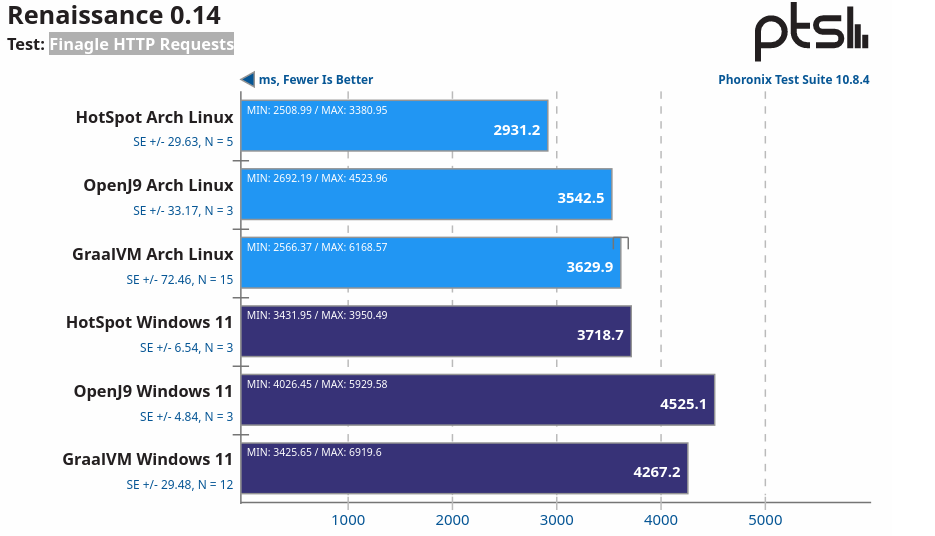 Renaissance 0.14
Test: Finagle HTTP Requests
ptsl
ms, Fewer Is Better
Phoronix Test Suite 10.8.4
HotSpot Arch Linux
SE +/- 29.63, N = 5
MIN: 2508.99 / MAX: 3380.95
2931.2
OpenJ9 Arch Linux
SE +/- 33.17, N = 3
MIN: 2692.19 / MAX: 4523.96
3542.5
GraalVM Arch Linux
SE +/- 72.46, N = 15
MIN: 2566.37 / MAX: 6168.57
3629.9
HotSpot Windows 11
SE +/- 6.54, N = 3
MIN: 3431.95 / MAX: 3950.49
3718.7
OpenJ9 Windows 11
SE +/- 4.84, N = 3
MIN: 4026.45 / MAX: 5929.58
4525.1
GraalVM Windows 11
SE +/- 29.48, N = 12
MIN: 3425.65 / MAX: 6919.6
4267.2
1000 2000 3000 4000 5000